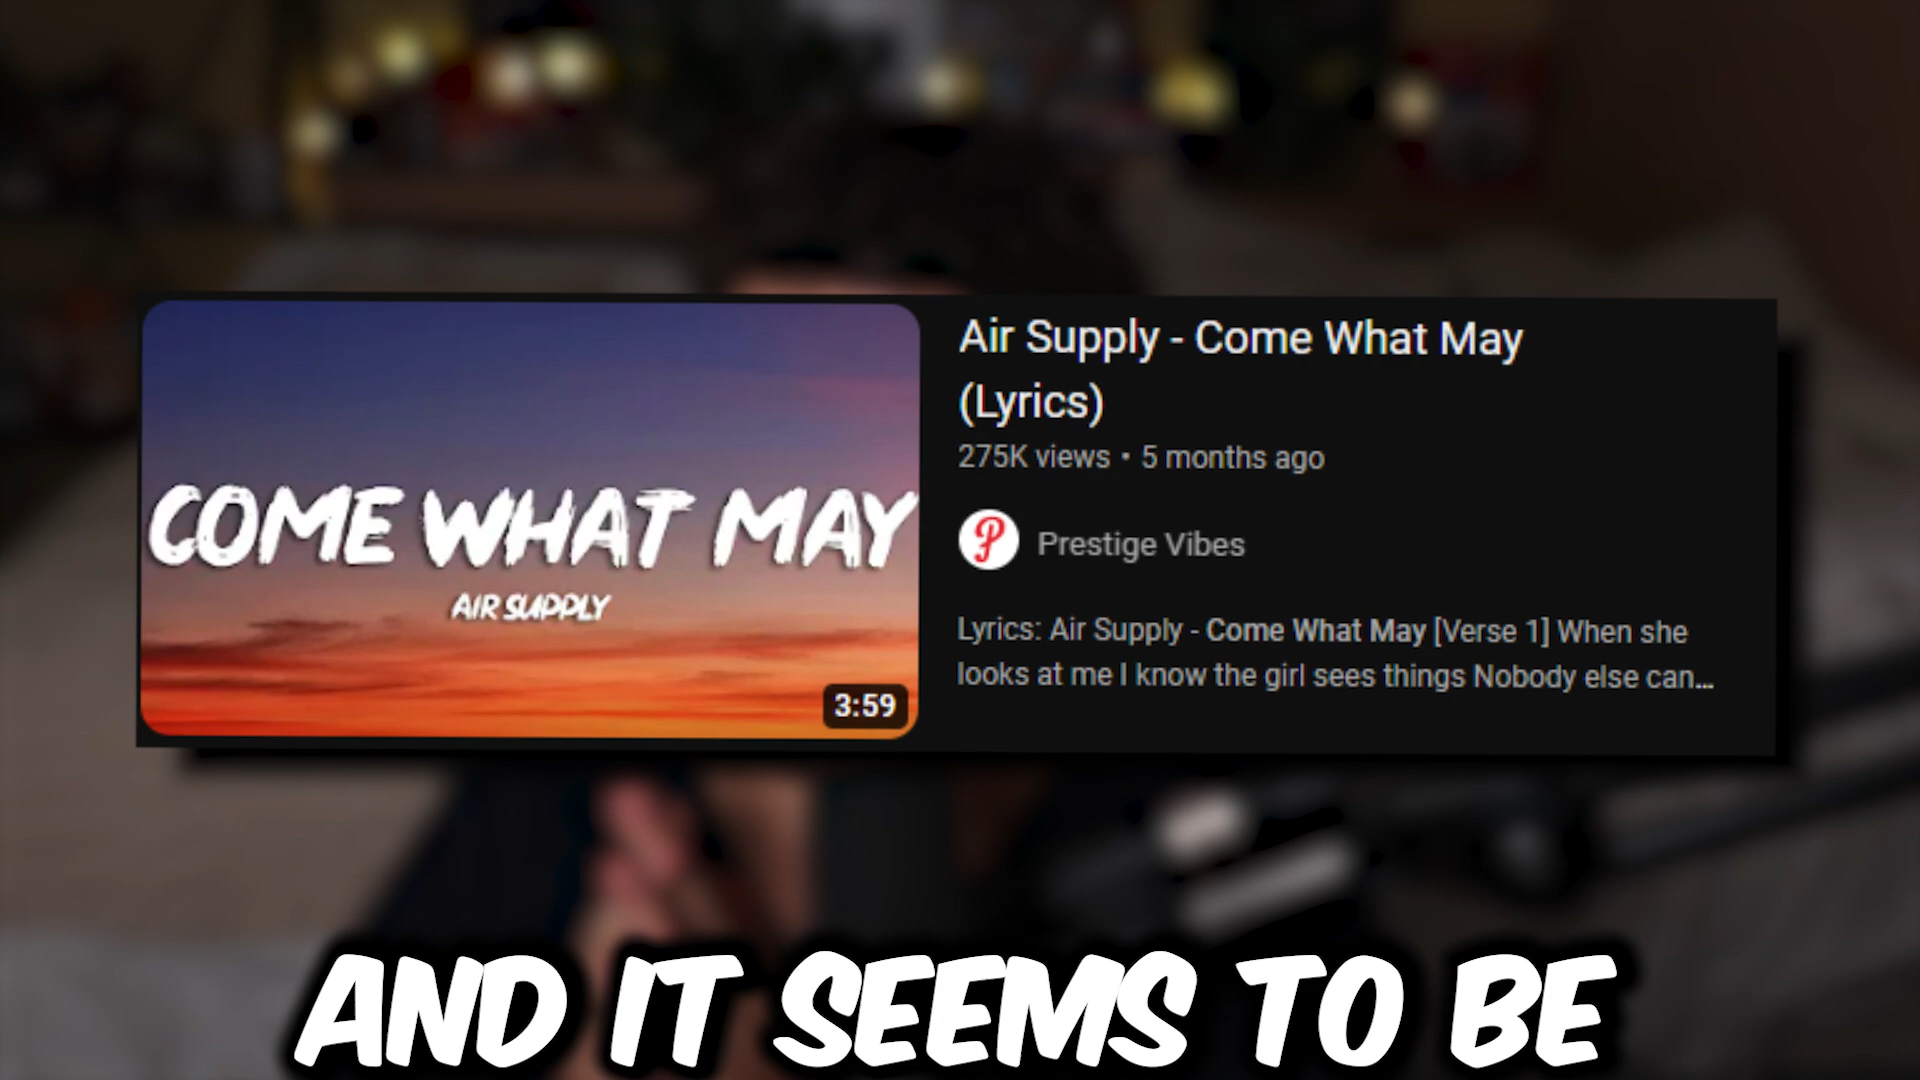 COME WHAT MAY
AIR SUPPLY
3:59
Air Supply - Come What May
(Lyrics)
275K views • 5 months ago
P
Prestige Vibes
Lyrics: Air Supply - Come What May [Verse 1] When she
looks at me I know the girl sees things Nobody else can...
AND IT SEEMS TO BE